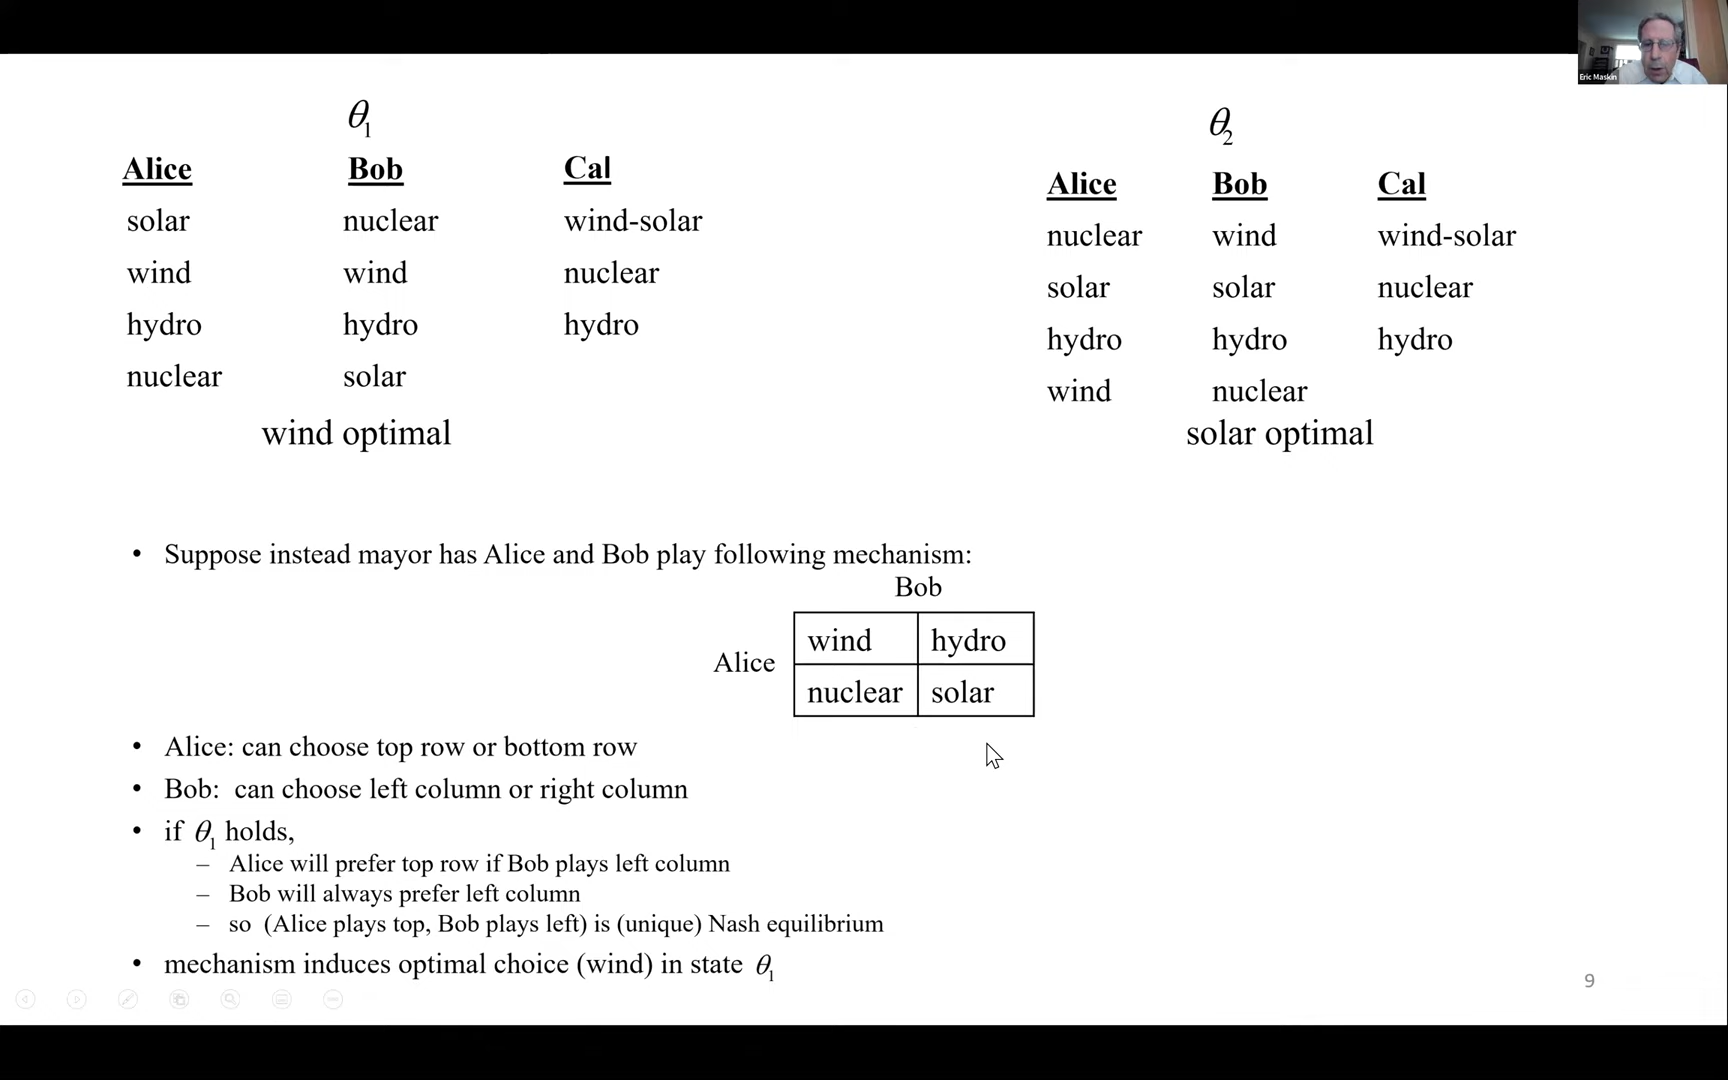 Eric Maskin
θ₁
Alice Bob Cal
solar nuclear wind-solar
wind wind nuclear
hydro hydro hydro
nuclear solar
wind optimal
θ₂
Alice Bob Cal
nuclear wind wind-solar
solar solar nuclear
hydro hydro hydro
wind nuclear
solar optimal
• Suppose instead mayor has Alice and Bob play following mechanism:
Bob
wind hydro
Alice
nuclear solar
• Alice: can choose top row or bottom row
• Bob: can choose left column or right column
• if θ₁ holds,
– Alice will prefer top row if Bob plays left column
– Bob will always prefer left column
– so (Alice plays top, Bob plays left) is (unique) Nash equilibrium
• mechanism induces optimal choice (wind) in state θ₁
9